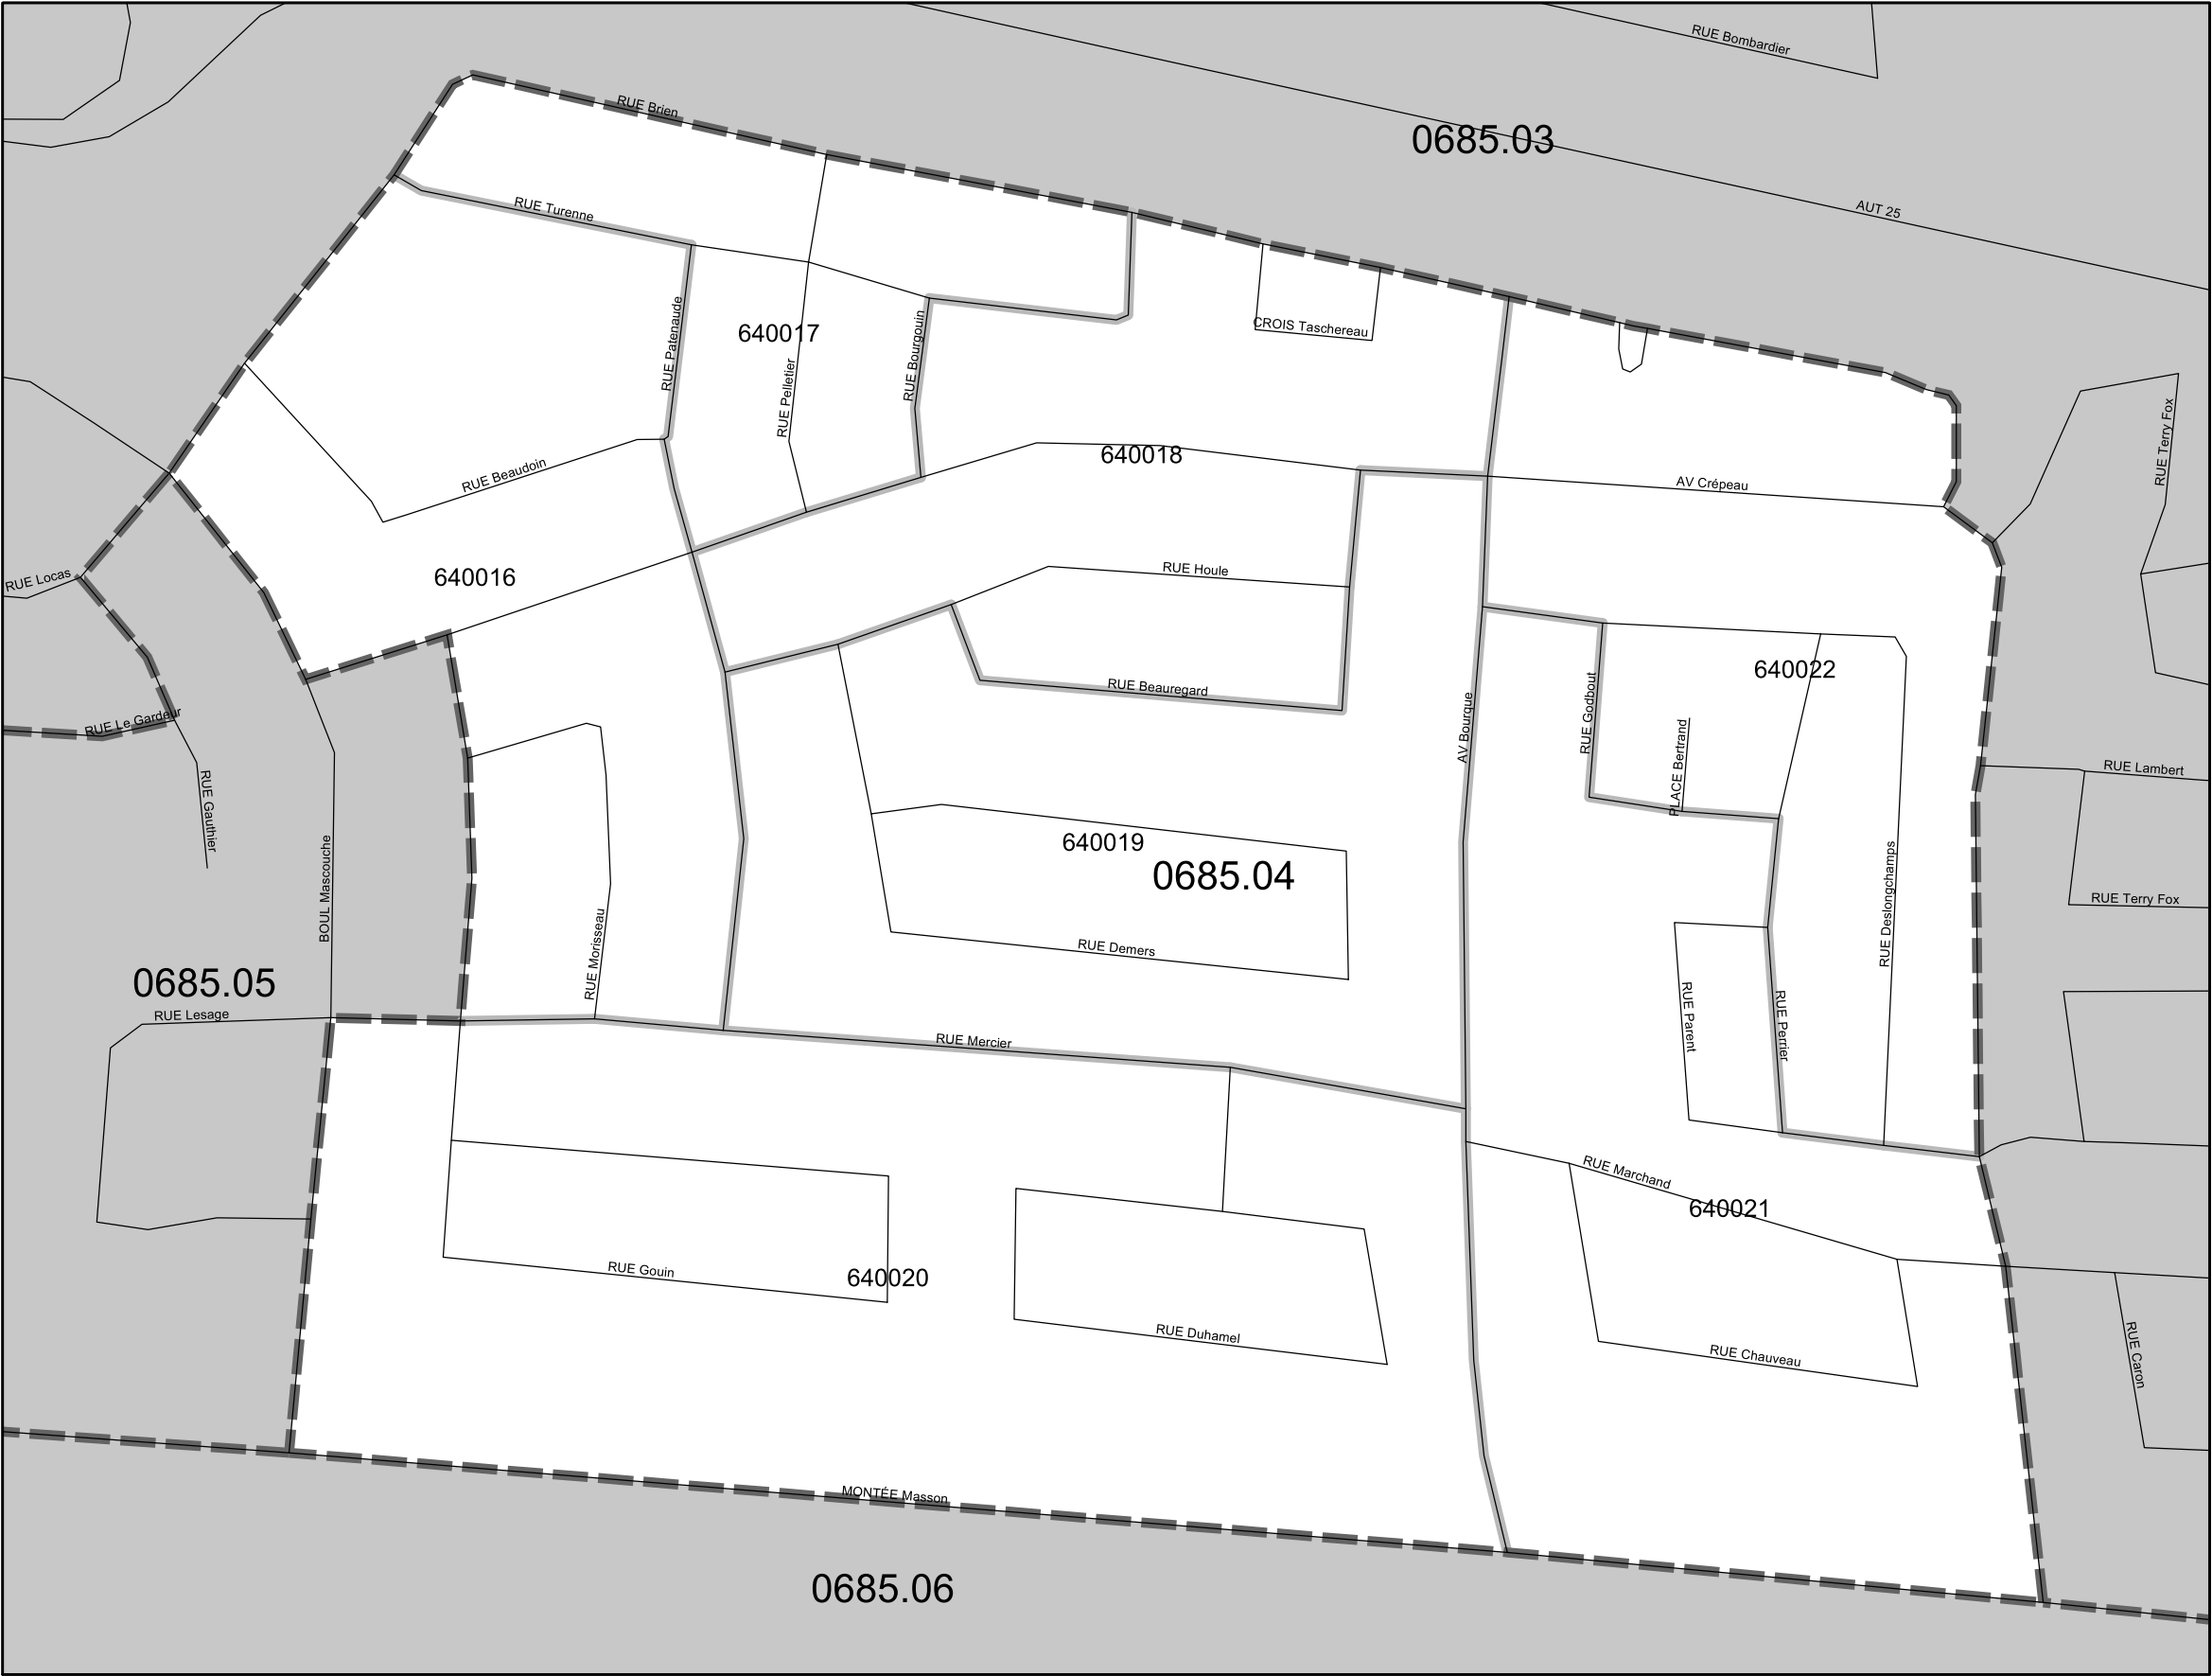 RUE Bombardier
RUE Brien
0685.03
RUE Turenne
AUT 25
640017
CROIS Taschereau
RUE Patenaude
RUE Bourgouin
RUE Pelletier
640018
RUE Terry Fox
RUE Beaudoin
AV Crépeau
RUE Locas
640016
RUE Houle
640022
RUE Beauregard
RUE Le Gardeur
AV Bourque
RUE Godbout
PLACE Bertrand
RUE Lambert
RUE Gauthier
640019
0685.04
BOUL Mascouche
RUE Deslongchamps
RUE Terry Fox
RUE Morisseau
RUE Demers
0685.05
RUE Lesage
RUE Parent
RUE Perrier
RUE Mercier
RUE Marchand
640021
RUE Gouin
640020
RUE Duhamel
RUE Chauveau
RUE Caron
MONTÉE Masson
0685.06